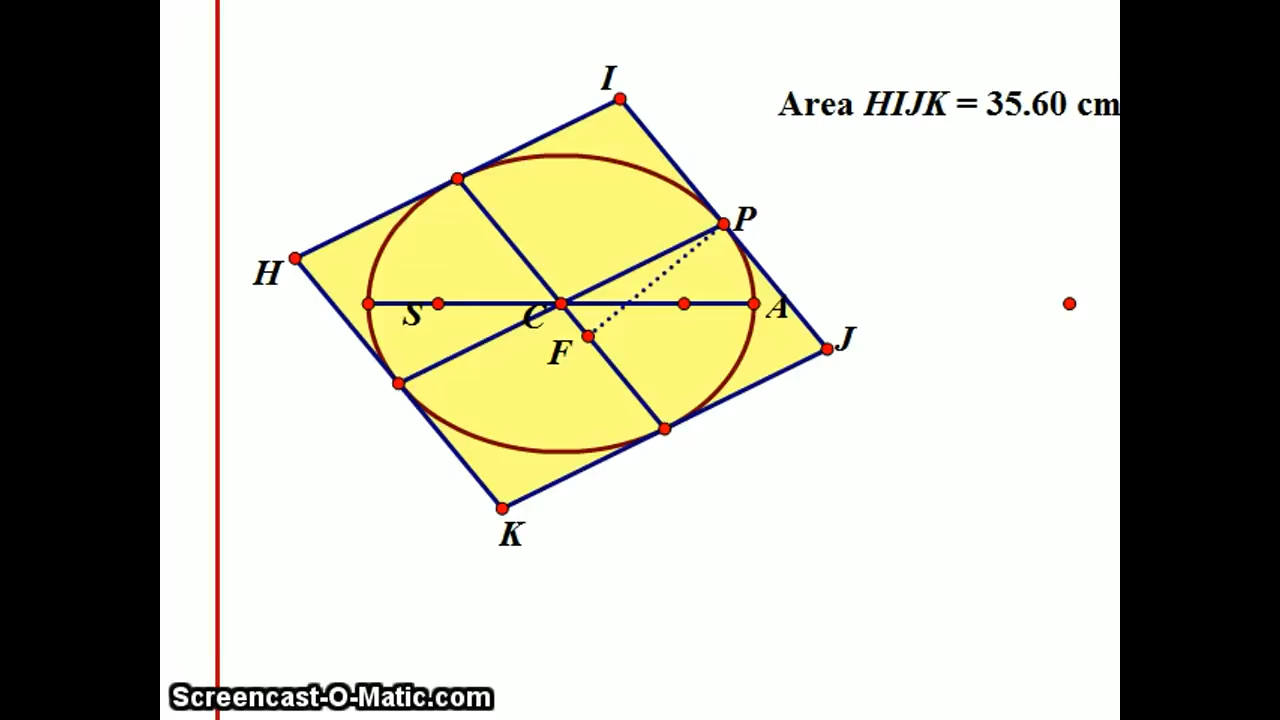 I
Area HIJK = 35.60 cm
P
H
S
C
A
F
J
K
Screencast-O-Matic.com